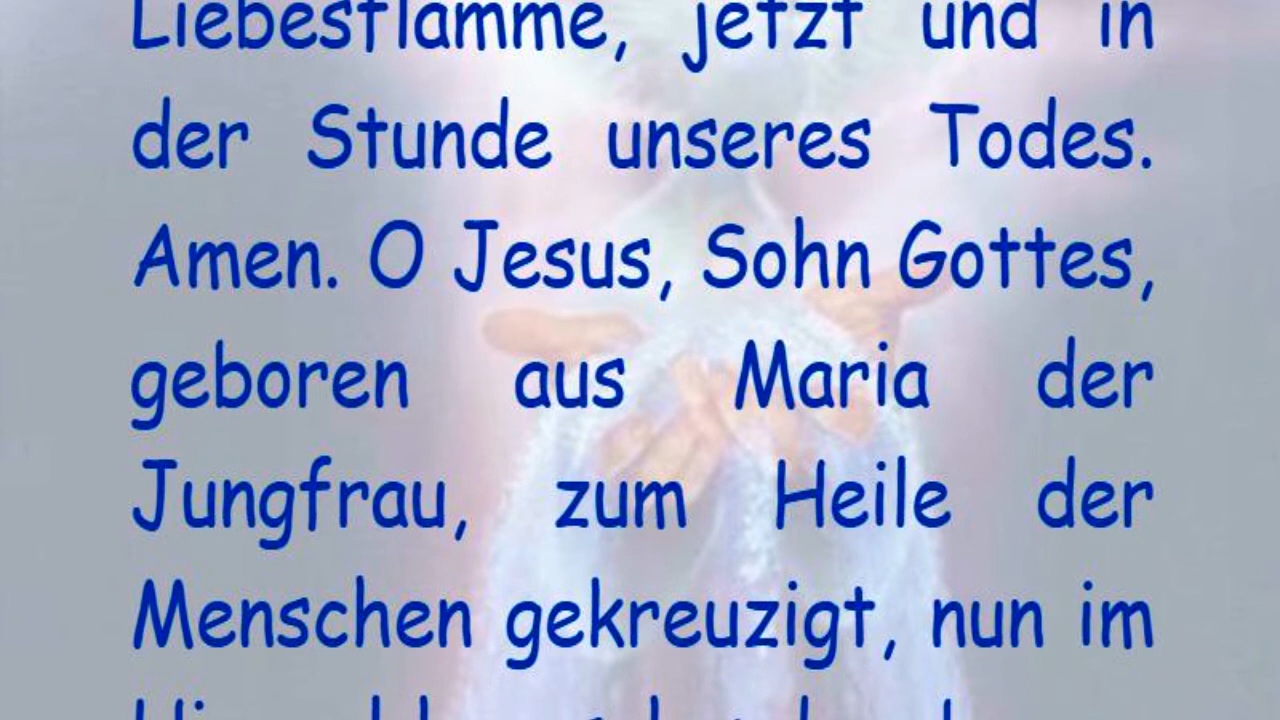 Liebesflamme, jetzt und in
der Stunde unseres Todes.
Amen. O Jesus, Sohn Gottes,
geboren aus Maria der
Jungfrau, zum Heile der
Menschen gekreuzigt, nun im